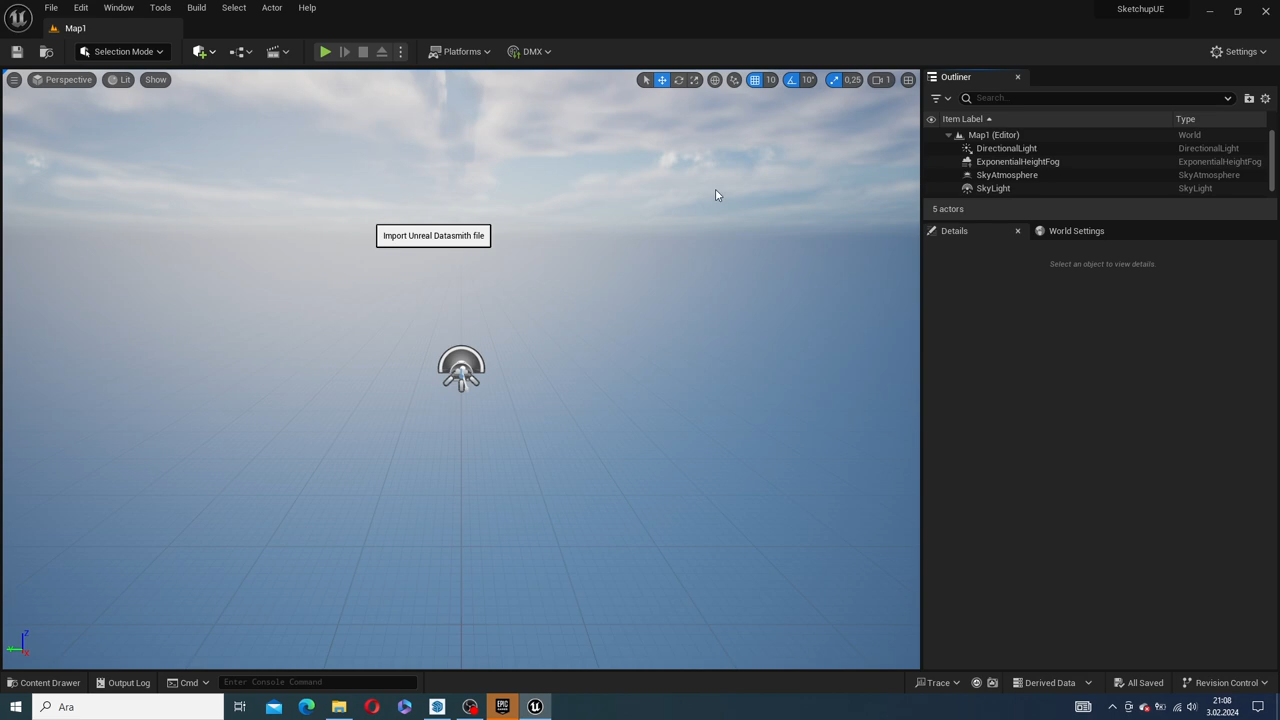 File Edit Window Tools Build Select Actor Help
SketchupUE
Map1
Selection Mode
Platforms
DMX
Settings
Perspective Lit Show
10 10° 0,25 1
Outliner
Search...
Item Label Type
Map1 (Editor) World
DirectionalLight DirectionalLight
ExponentialHeightFog ExponentialHeightFog
SkyAtmosphere SkyAtmosphere
SkyLight SkyLight
5 actors
Details World Settings
Select an object to view details.
Import Unreal Datasmith file
Z
Content Drawer Output Log Cmd Enter Console Command
Trace Derived Data All Saved Revision Control
Ara
EPIC
21:08
3.02.2024